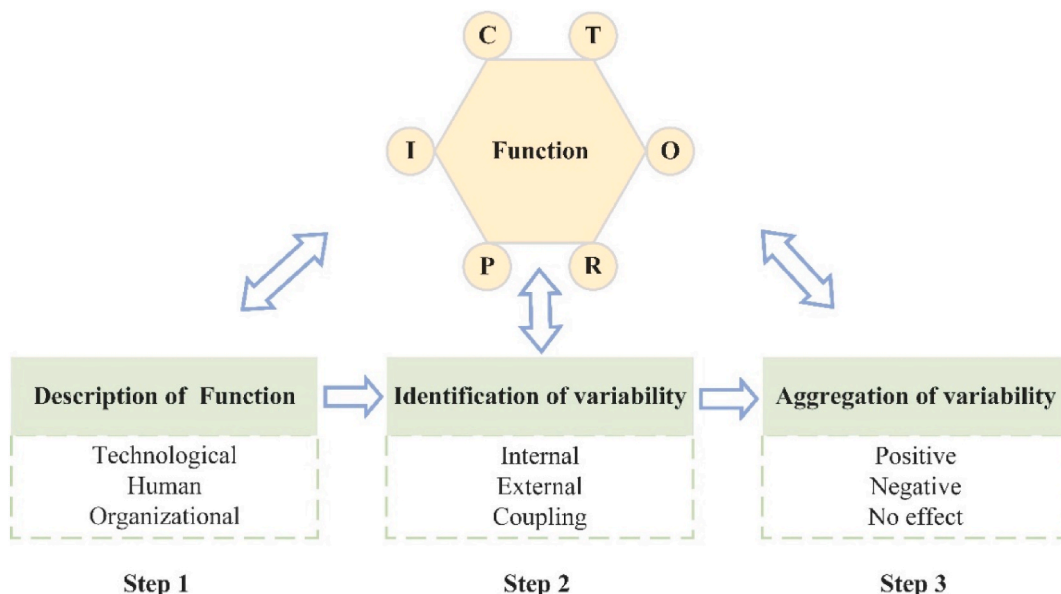 C
T
I
Function
O
P
R
Description of Function
Identification of variability
Aggregation of variability
Technological
Human
Organizational
Internal
External
Coupling
Positive
Negative
No effect
Step 1
Step 2
Step 3